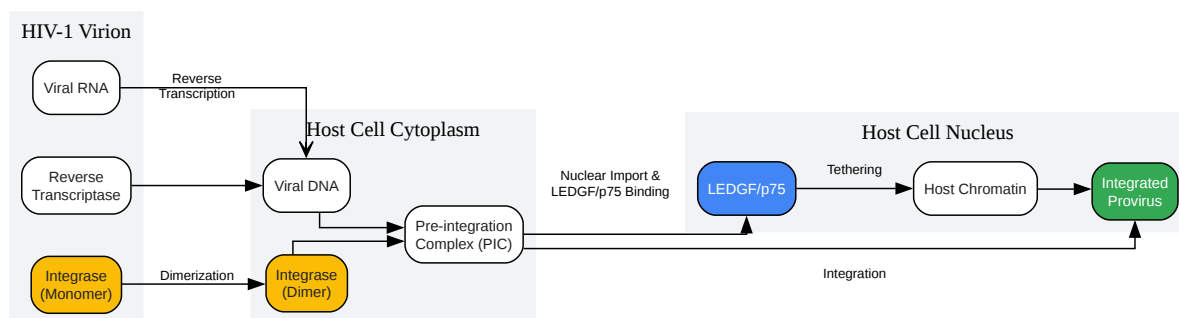 HIV-1 Virion
Viral RNA
Reverse
Transcription
Host Cell Cytoplasm
Host Cell Nucleus
Reverse
Transcriptase
Viral DNA
Nuclear Import &
LEDGF/p75 Binding
LEDGF/p75
Tethering
Host Chromatin
Integrated
Provirus
Pre-integration
Complex (PIC)
Integrase
(Monomer)
Dimerization
Integrase
(Dimer)
Integration